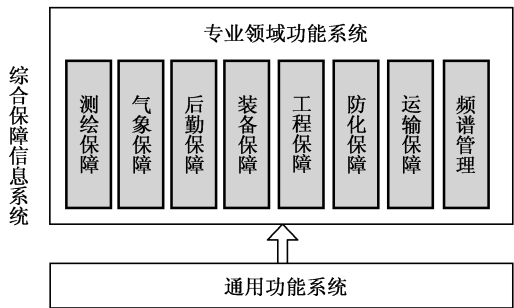 综合保障信息系统
专业领域功能系统
测绘保障
气象保障
后勤保障
装备保障
工程保障
防化保障
运输保障
频谱管理
通用功能系统